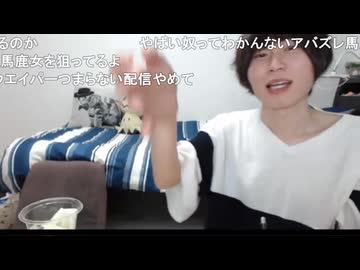 るのか
やばい奴ってわかんないアバズレ馬
馬鹿女を狙ってるよ
ウエイパーつまらない配信やめて